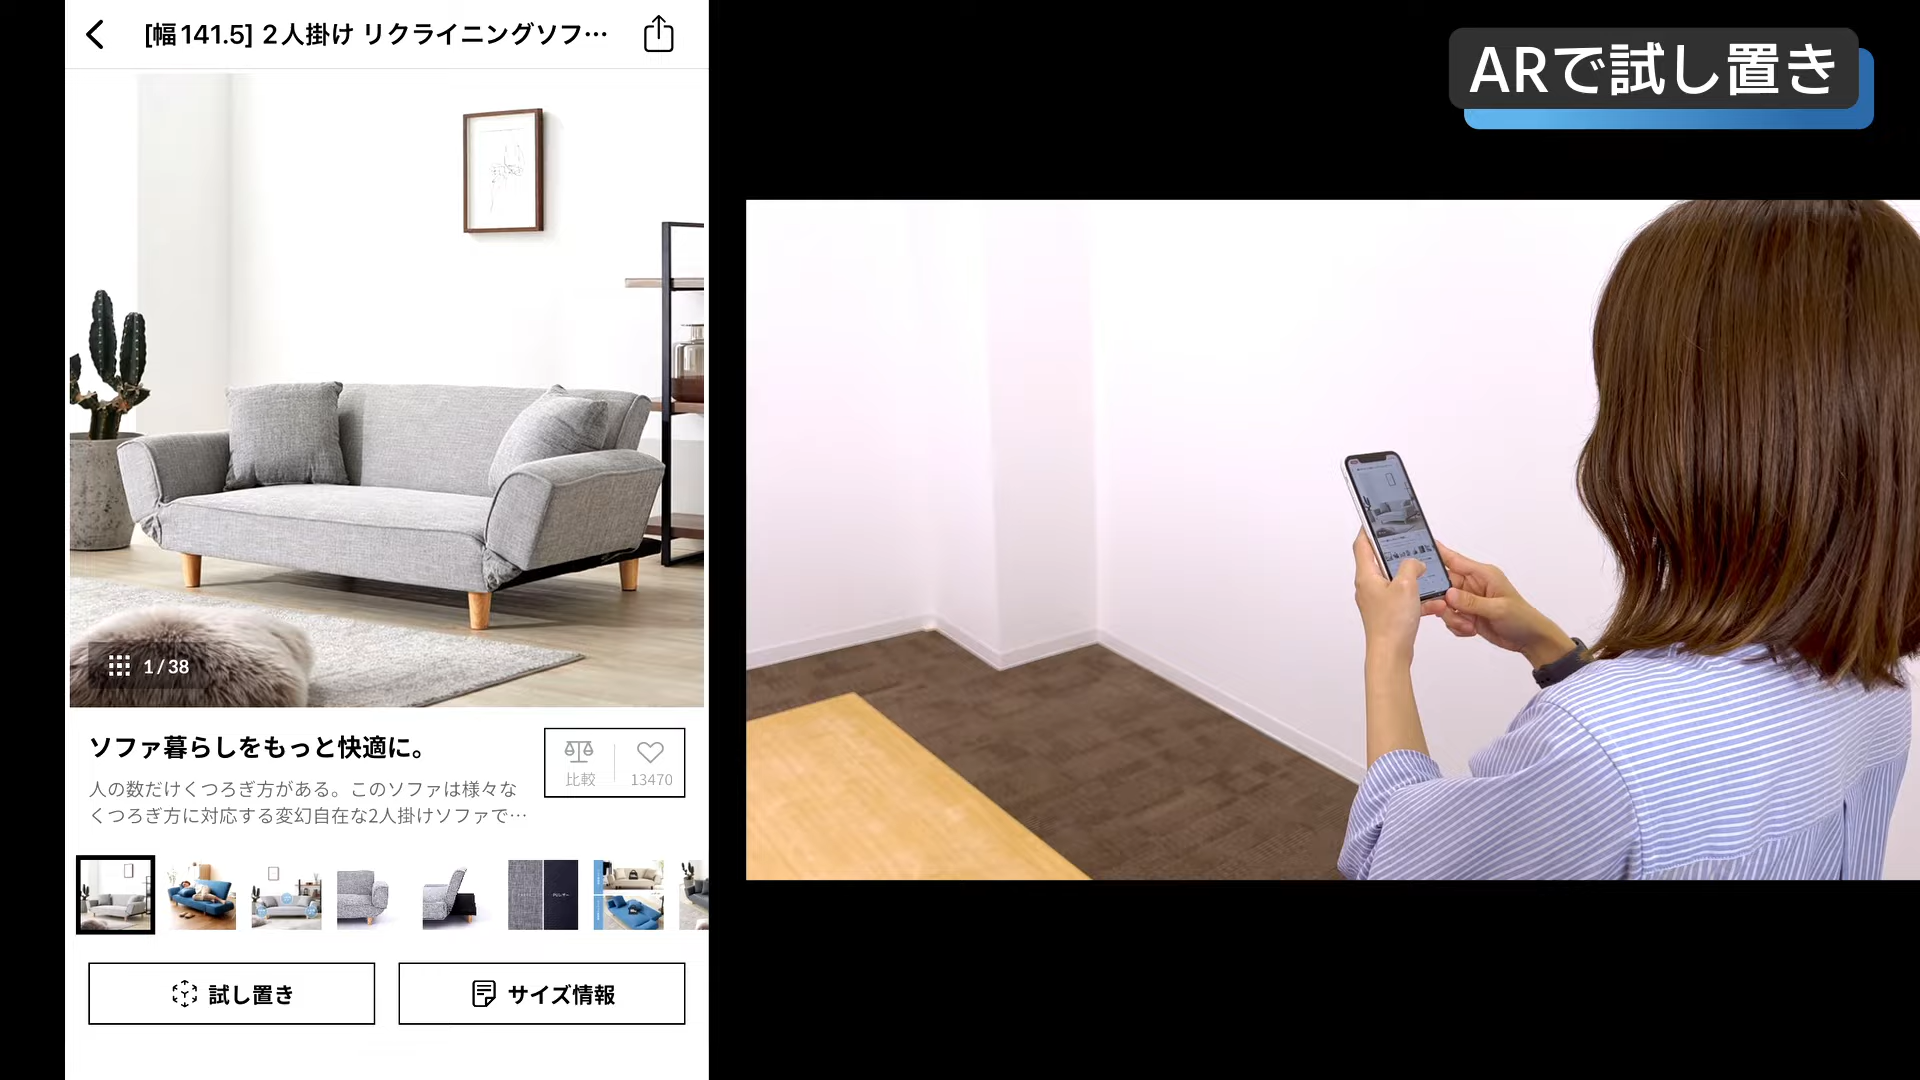 [幅141.5] 2人掛け リクライニングソフ…
ARで試し置き
1 / 38
ソファ暮らしをもっと快適に。
人の数だけくつろぎ方がある。このソファは様々な
くつろぎ方に対応する変幻自在な2人掛けソファで…
比較
13470
試し置き
サイズ情報